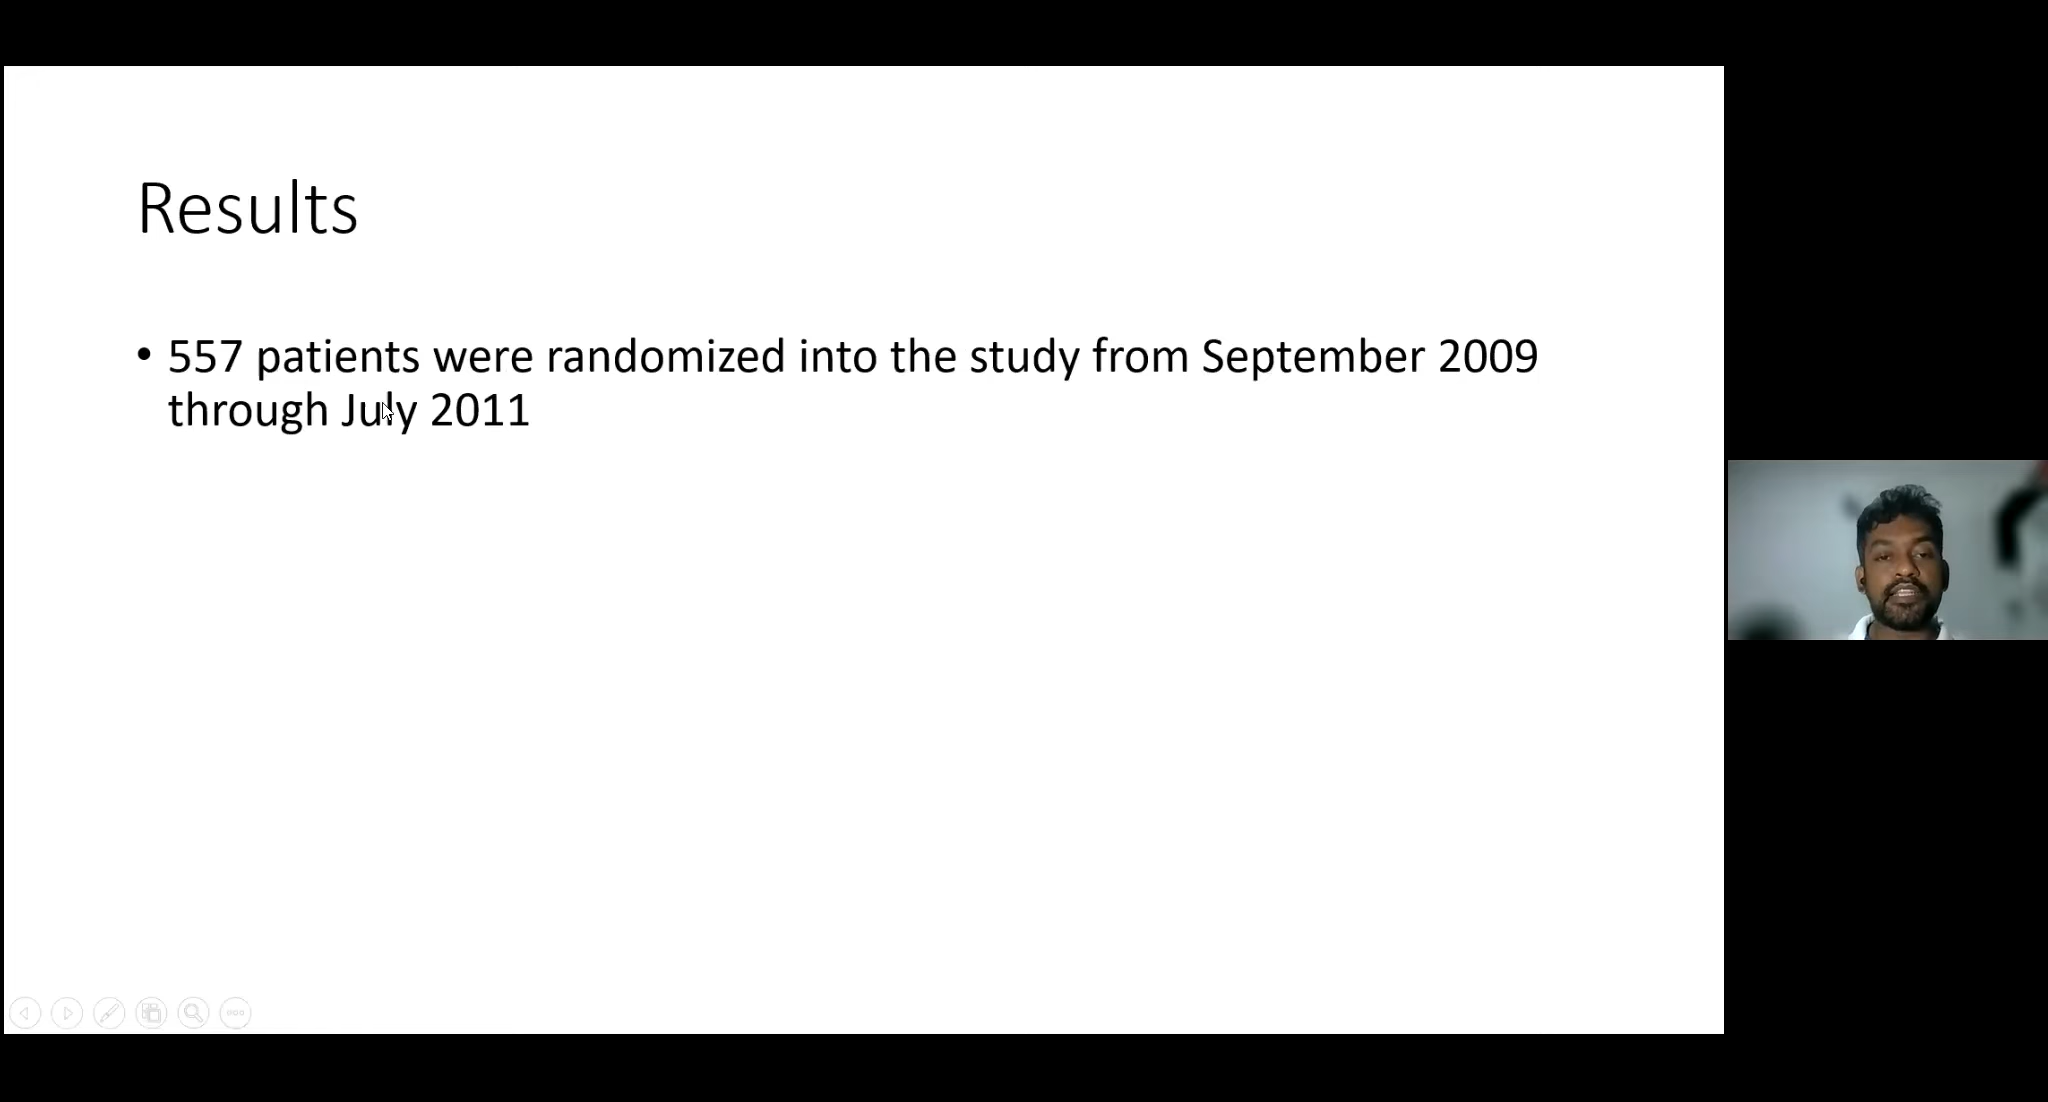 Results
• 557 patients were randomized into the study from September 2009
through July 2011